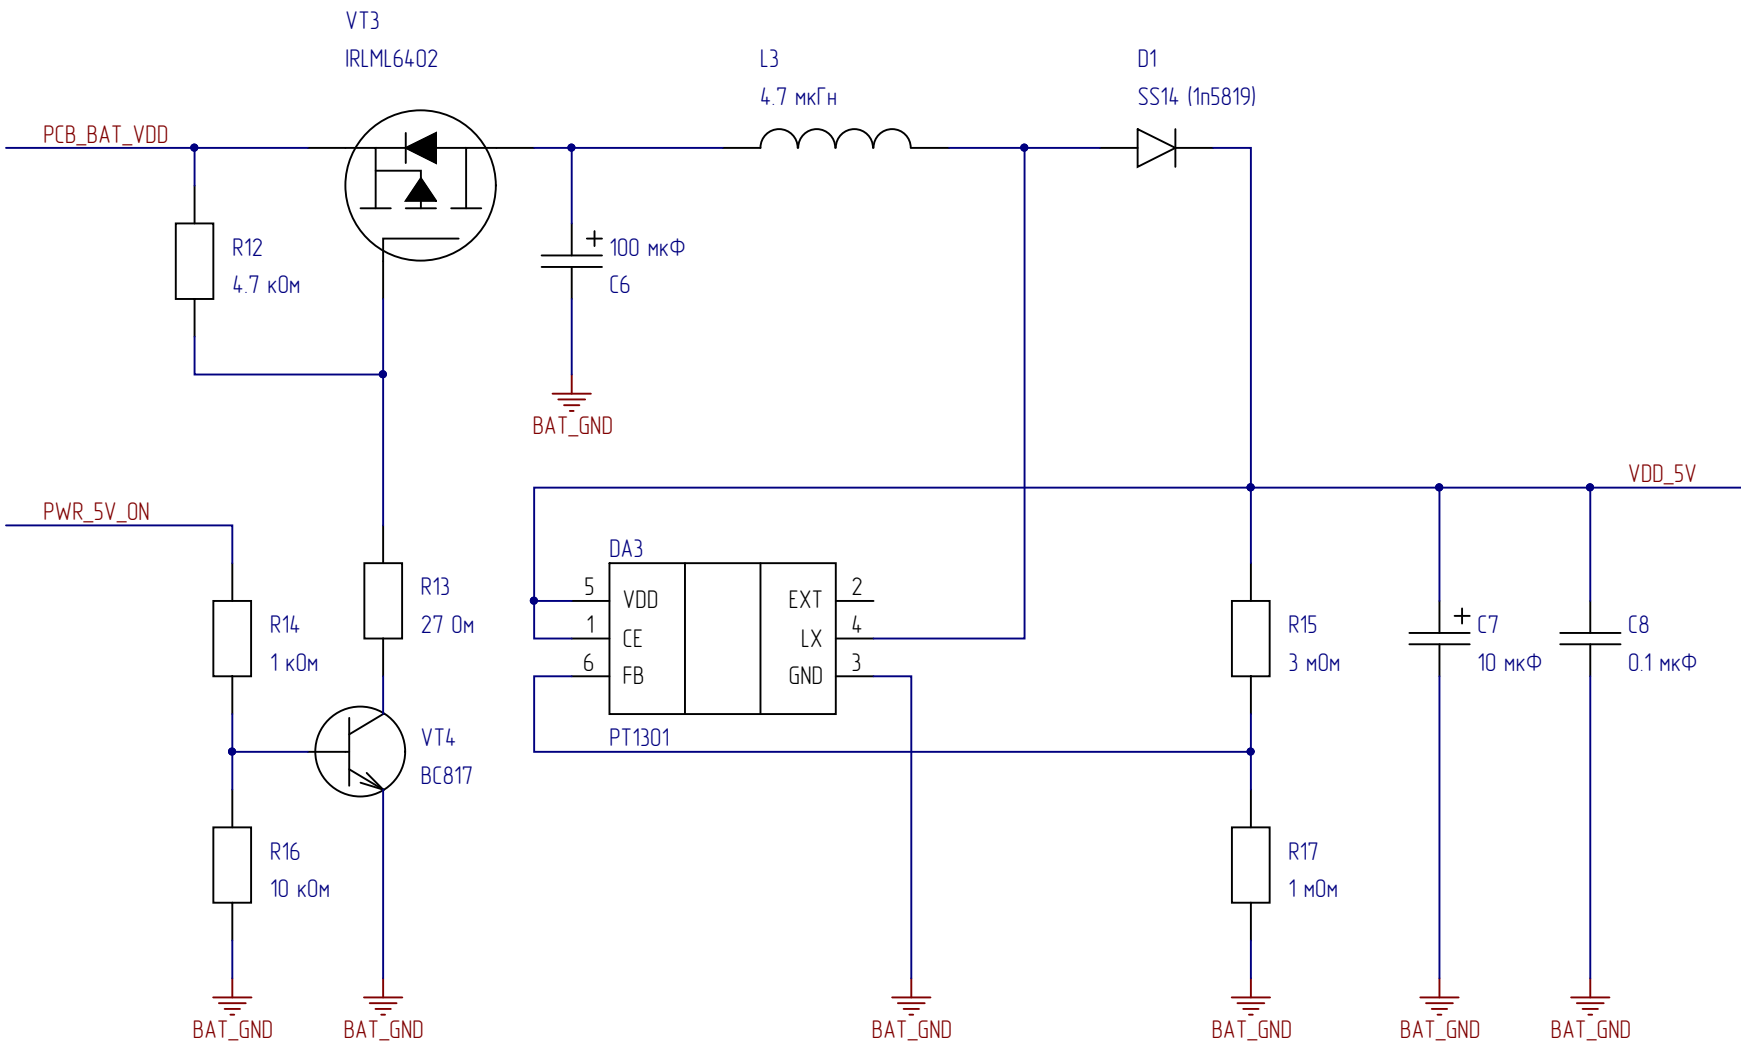 VT3
IRLML6402
L3
4.7 мкГн
D1
SS14 (1n5819)
PCB_BAT_VDD
R12
4.7 кОм
+
100 мкФ
C6
BAT_GND
VDD_5V
PWR_5V_ON
DA3
5
VDD
EXT
2
1
CE
LX
4
6
FB
GND
3
PT1301
R13
27 Ом
R14
1 кОм
R15
3 мОм
+
C7
10 мкФ
C8
0.1 мкФ
VT4
BC817
R16
10 кОм
R17
1 мОм
BAT_GND
BAT_GND
BAT_GND
BAT_GND
BAT_GND
BAT_GND